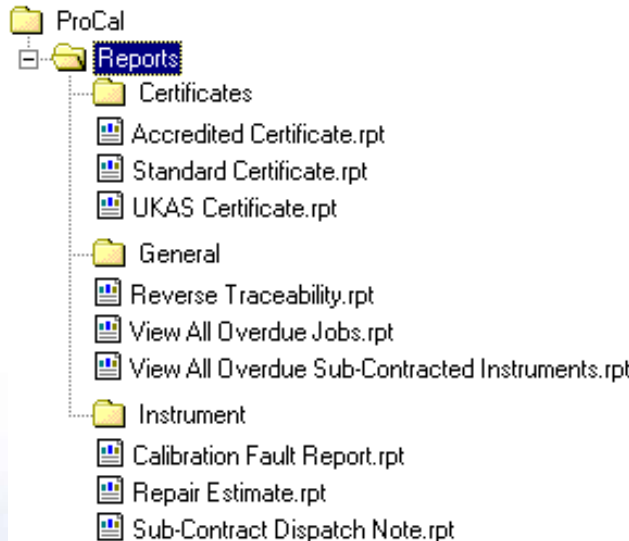 ProCal
Reports
Certificates
Accredited Certificate.rpt
Standard Certificate.rpt
UKAS Certificate.rpt
General
Reverse Traceability.rpt
View All Overdue Jobs.rpt
View All Overdue Sub-Contracted Instruments.rpt
Instrument
Calibration Fault Report.rpt
Repair Estimate.rpt
Sub-Contract Dispatch Note.rpt